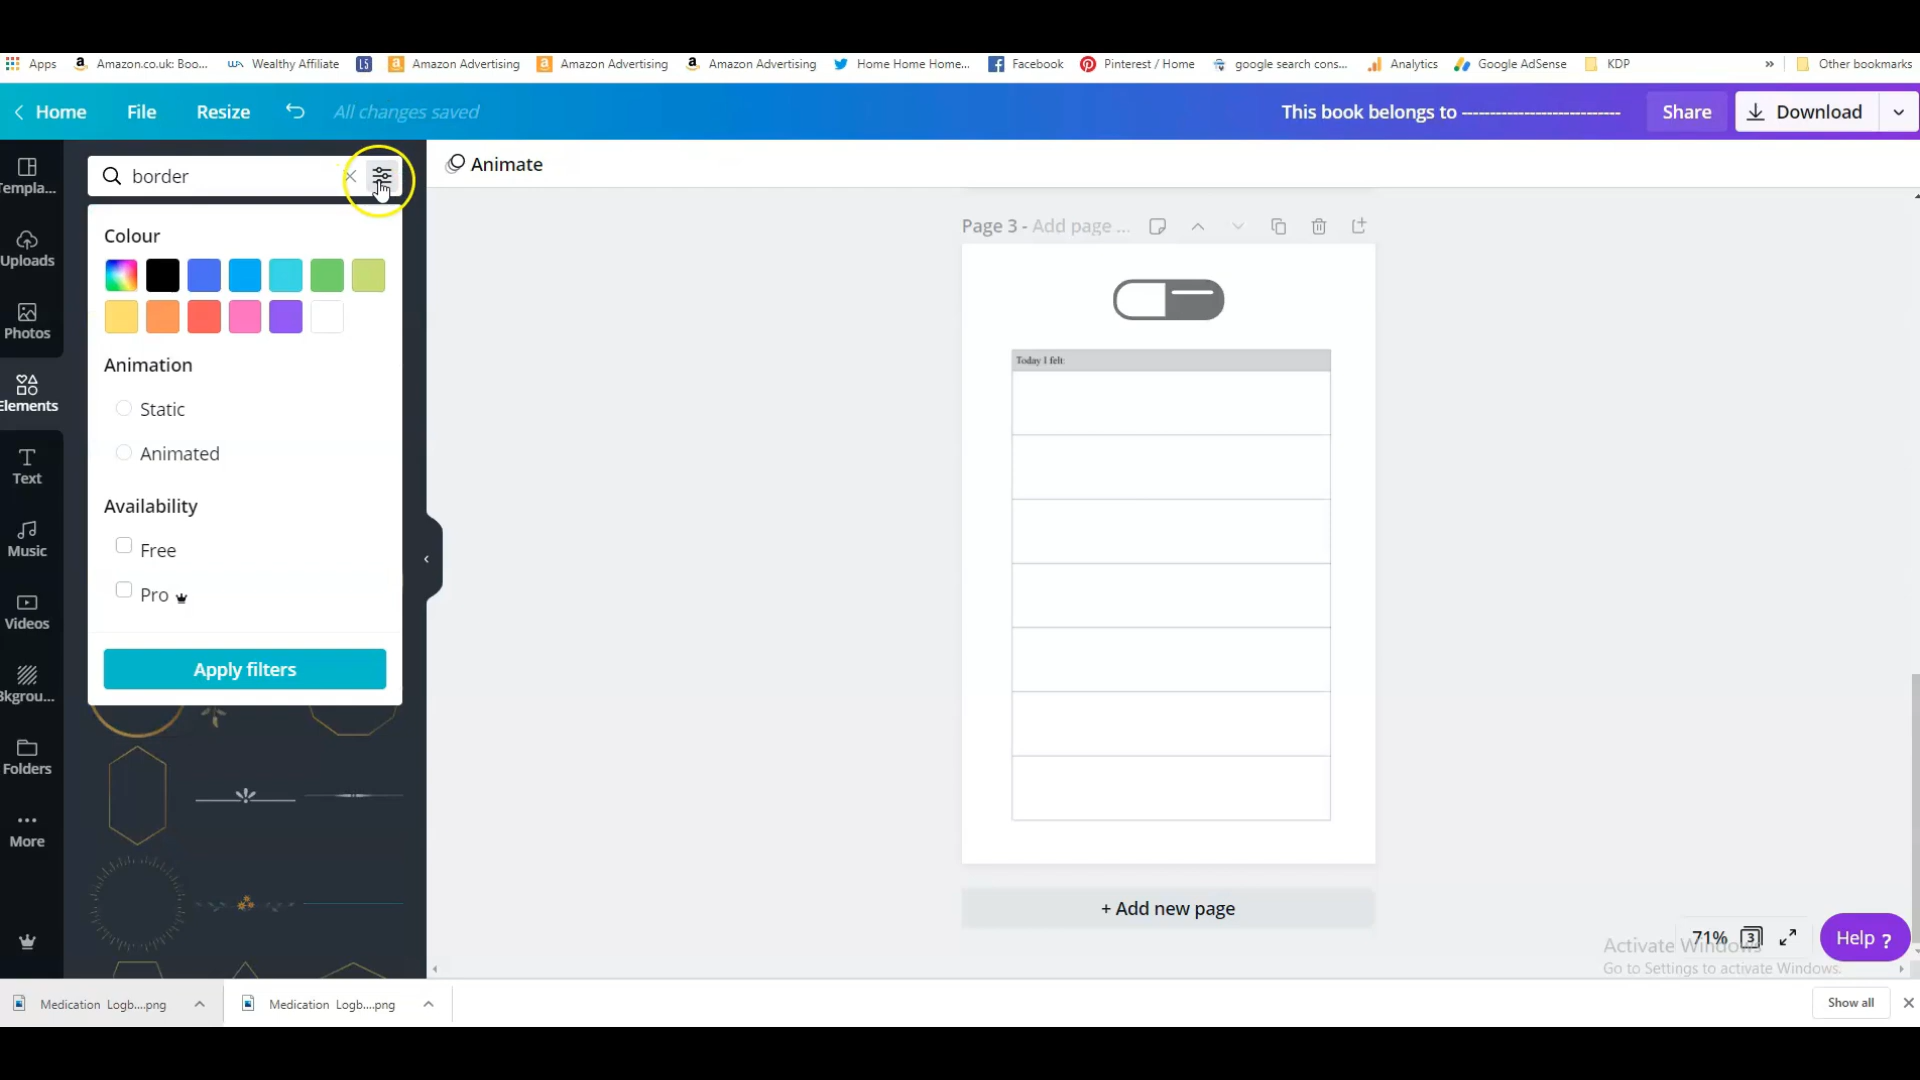 Apps Amazon.co.uk: Boo... Wealthy Affiliate LS Amazon Advertising Amazon Advertising Amazon Advertising Home Home Home... Facebook Pinterest / Home google search cons... Analytics Google AdSense KDP » Other bookmarks
Home File Resize All changes saved This book belongs to ---------------------------- Share Download
border
Animate
Templa...
Uploads
Photos
Elements
Text
Music
Videos
Bkgrou...
Folders
More
Colour
Animation
Static
Animated
Availability
Free
Pro
Apply filters
Page 3 - Add page ...
Today I felt:
+ Add new page
71% 3 Help ?
Activate Windows
Go to Settings to activate Windows.
Medication Logb....png Medication Logb....png Show all